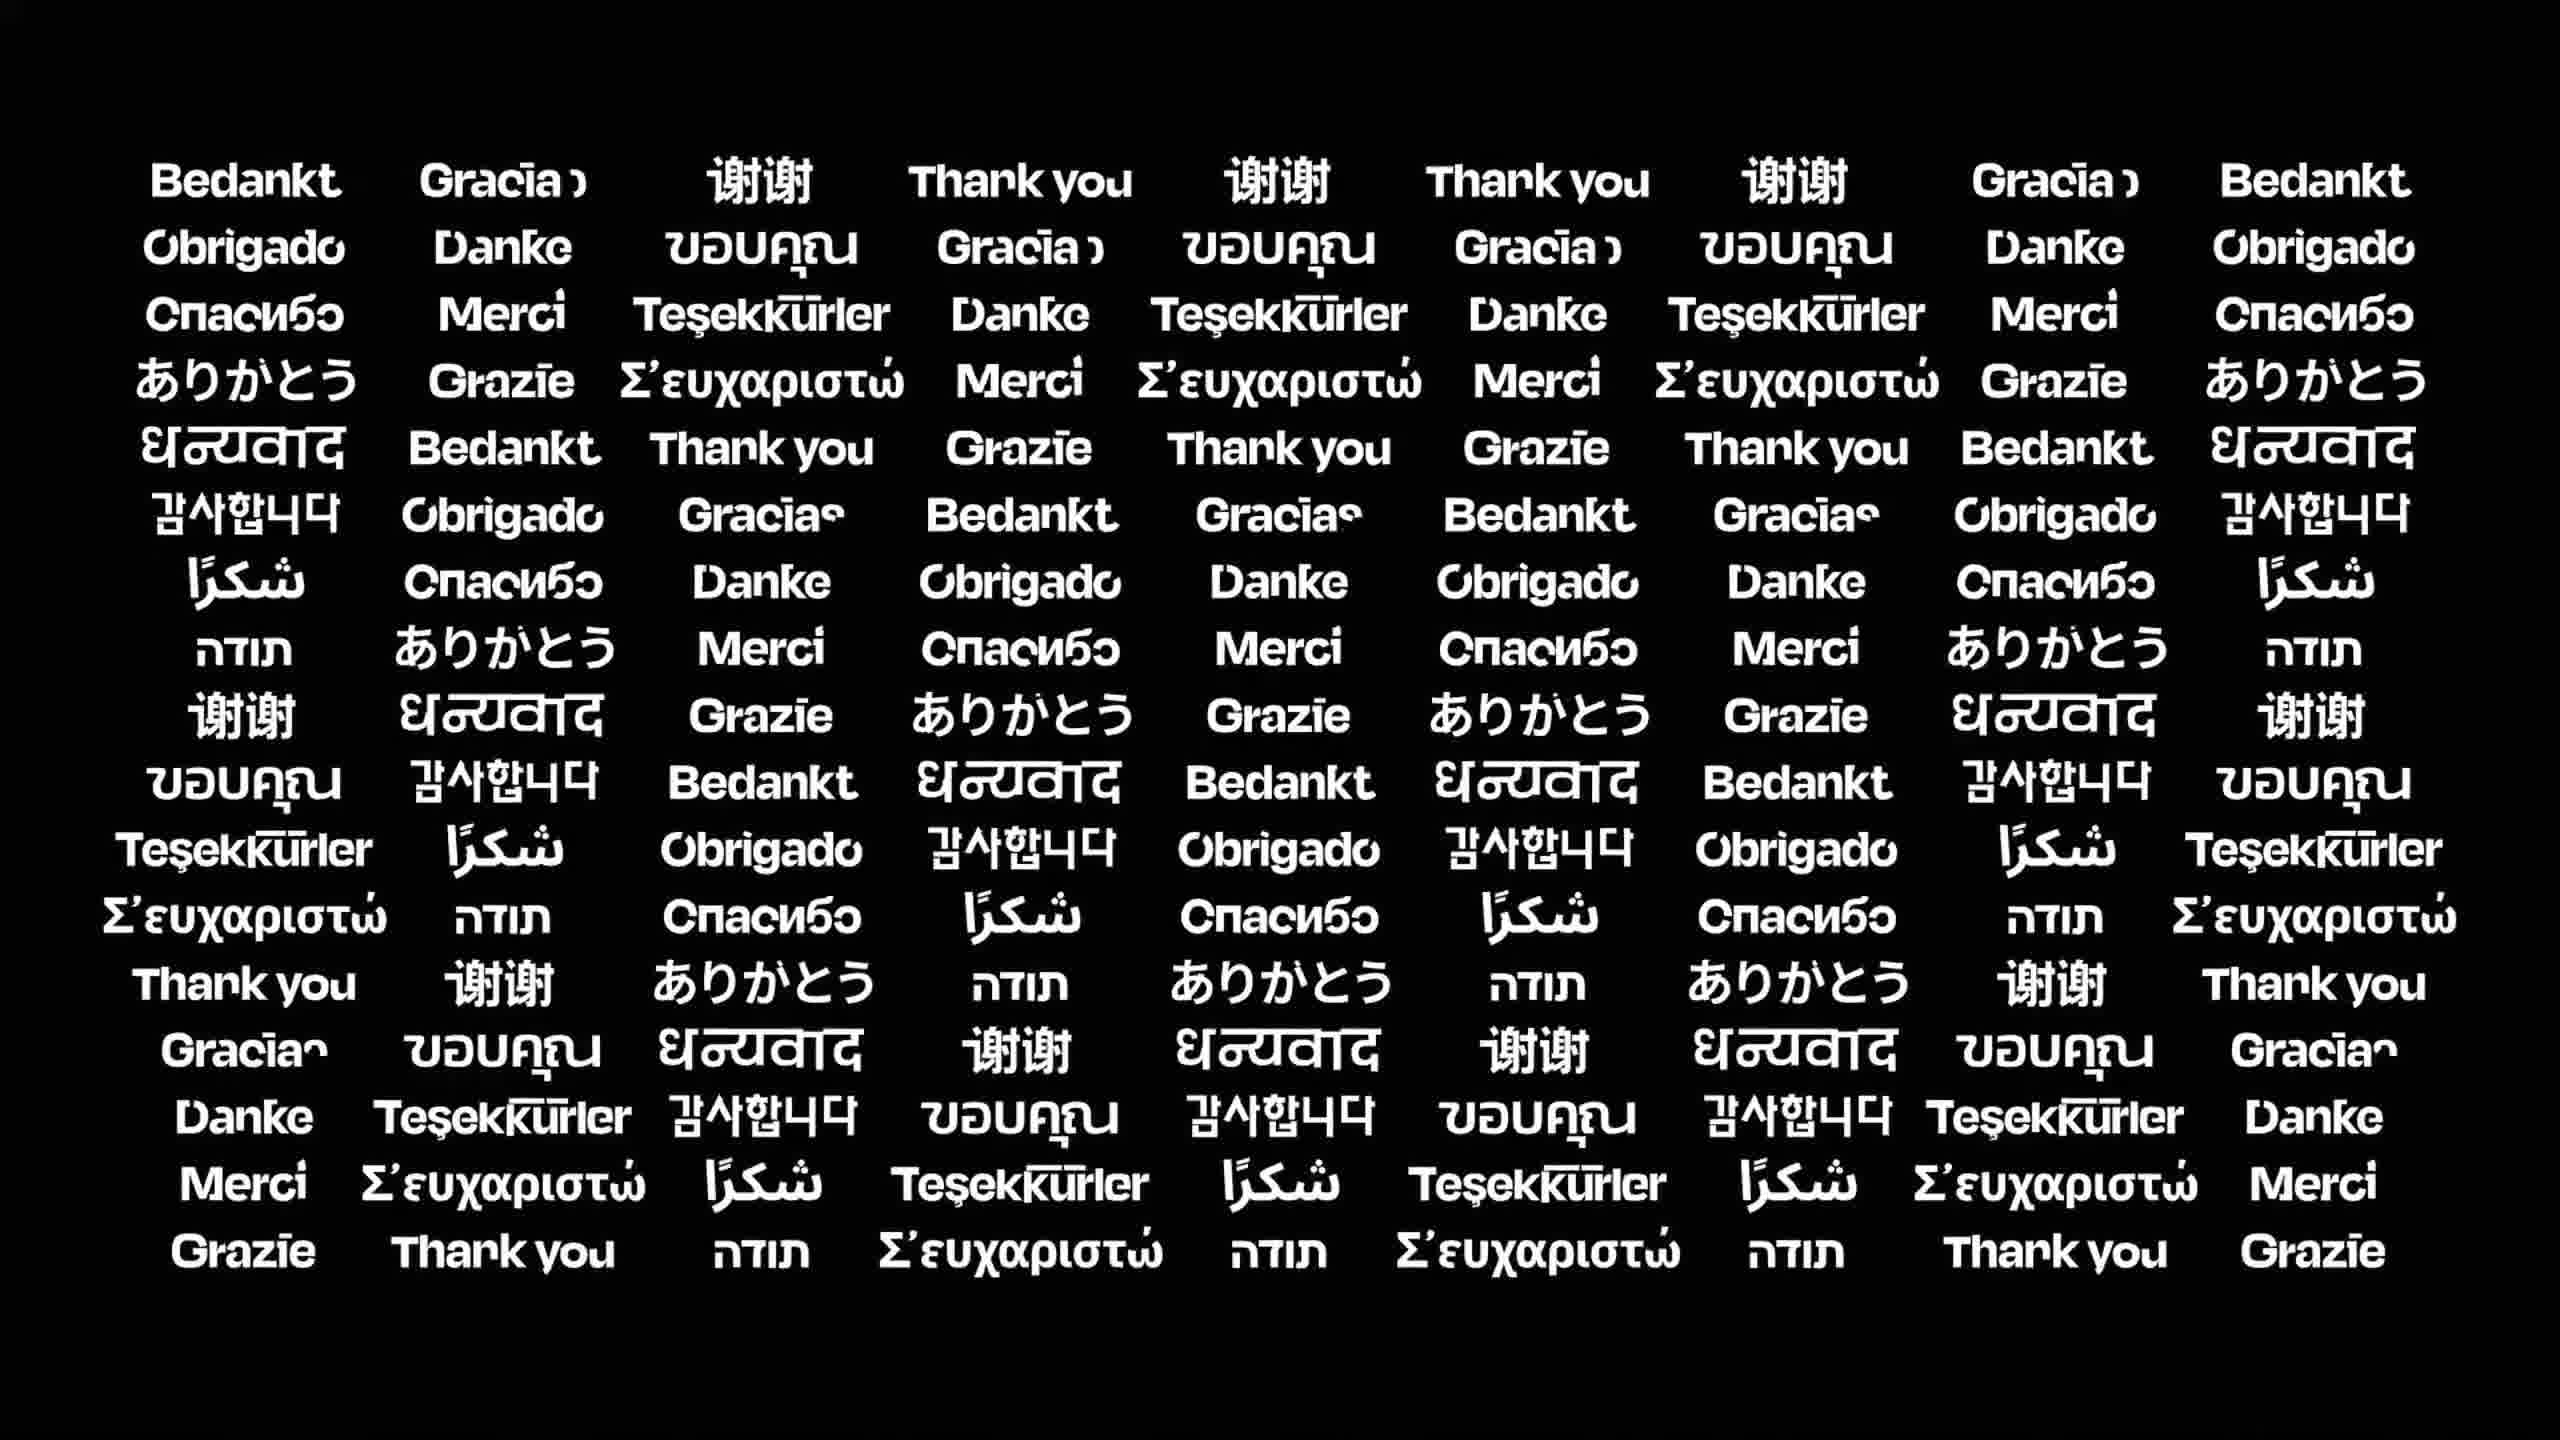 Bedankt Gracias 谢谢 Thank you 谢谢 Thank you 谢谢 Gracias Bedankt
Obrigado Danke ขอบคุณ Gracias ขอบคุณ Gracias ขอบคุณ Danke Obrigado
Спасибо Merci Teşekkürler Danke Teşekkürler Danke Teşekkürler Merci Спасибо
ありがとう Grazie Σ'ευχαριστώ Merci Σ'ευχαριστώ Merci Σ'ευχαριστώ Grazie ありがとう
धन्यवाद Bedankt Thank you Grazie Thank you Grazie Thank you Bedankt धन्यवाद
감사합니다 Obrigado Gracias Bedankt Gracias Bedankt Gracias Obrigado 감사합니다
شكرًا Спасибо Danke Obrigado Danke Obrigado Danke Спасибо شكرًا
תודה ありがとう Merci Спасибо Merci Спасибо Merci ありがとう תודה
谢谢 धन्यवाद Grazie ありがとう Grazie ありがとう Grazie धन्यवाद 谢谢
ขอบคุณ 감사합니다 Bedankt धन्यवाद Bedankt धन्यवाद Bedankt 감사합니다 ขอบคุณ
Teşekkürler شكرًا Obrigado 감사합니다 Obrigado 감사합니다 Obrigado شكرًا Teşekkürler
Σ'ευχαριστώ תודה Спасибо شكرًا Спасибо شكرًا Спасибо תודה Σ'ευχαριστώ
Thank you 谢谢 ありがとう תודה ありがとう תודה ありがとう 谢谢 Thank you
Gracias ขอบคุณ धन्यवाद 谢谢 धन्यवाद 谢谢 धन्यवाद ขอบคุณ Gracias
Danke Teşekkürler 감사합니다 ขอบคุณ 감사합니다 ขอบคุณ 감사합니다 Teşekkürler Danke
Merci Σ'ευχαριστώ شكرًا Teşekkürler شكرًا Teşekkürler شكرًا Σ'ευχαριστώ Merci
Grazie Thank you תודה Σ'ευχαριστώ תודה Σ'ευχαριστώ תודה Thank you Grazie